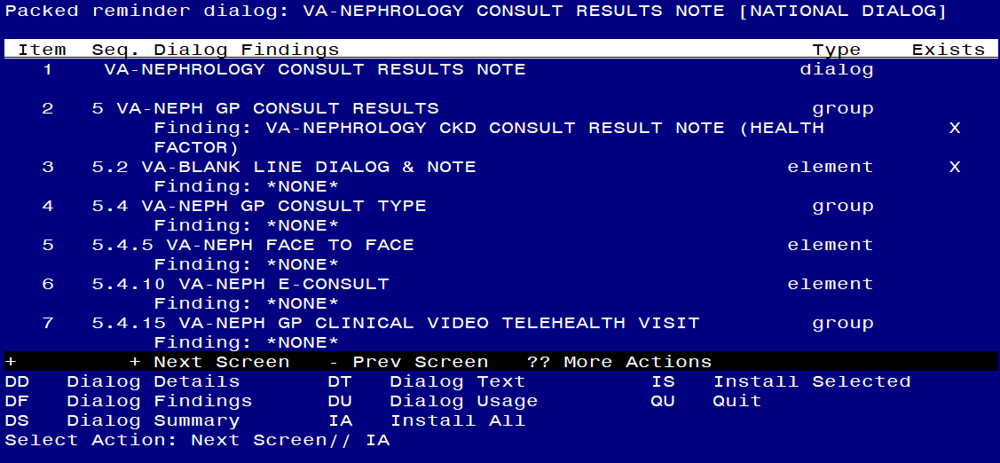 Packed reminder dialog: VA-NEPHROLOGY CONSULT RESULTS NOTE [NATIONAL DIALOG]
Item Seq. Dialog Findings Type Exists
1 VA-NEPHROLOGY CONSULT RESULTS NOTE dialog
2 5 VA-NEPH GP CONSULT RESULTS group
Finding: VA-NEPHROLOGY CKD CONSULT RESULT NOTE (HEALTH X
FACTOR)
3 5.2 VA-BLANK LINE DIALOG & NOTE element X
Finding: *NONE*
4 5.4 VA-NEPH GP CONSULT TYPE group
Finding: *NONE*
5 5.4.5 VA-NEPH FACE TO FACE element
Finding: *NONE*
6 5.4.10 VA-NEPH E-CONSULT element
Finding: *NONE*
7 5.4.15 VA-NEPH GP CLINICAL VIDEO TELEHEALTH VISIT group
Finding: *NONE*
+ + Next Screen - Prev Screen ?? More Actions
DD Dialog Details DT Dialog Text IS Install Selected
DF Dialog Findings DU Dialog Usage QU Quit
DS Dialog Summary IA Install All
Select Action: Next Screen// IA